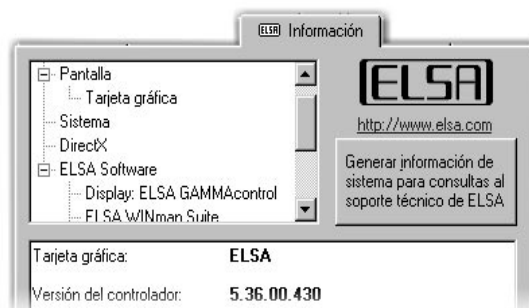 ELSA Información
Pantalla
Tarjeta gráfica
Sistema
DirectX
ELSA Software
Display: ELSA GAMMAcontrol
ELSA WINman Suite
ELSA
http://www.elsa.com
Generar información de
sistema para consultas al
soporte técnico de ELSA
Tarjeta gráfica: ELSA
Versión del controlador: 5.36.00.430